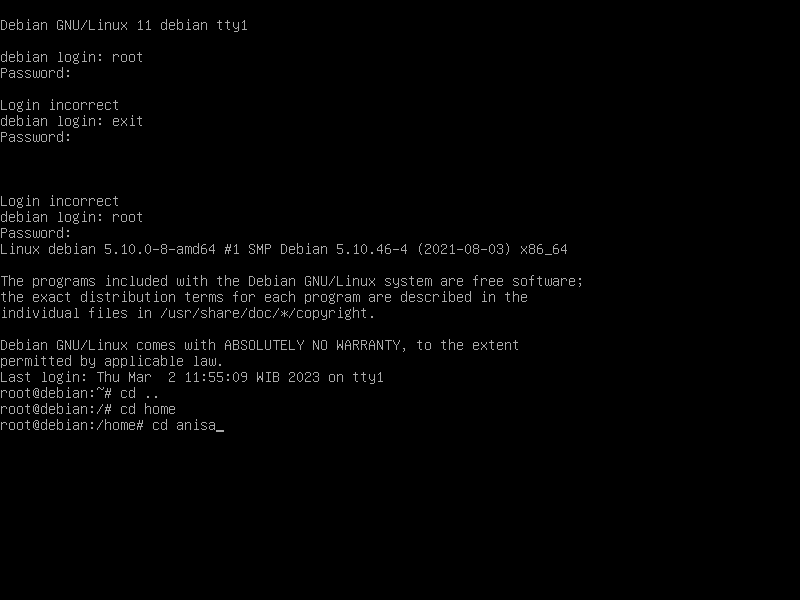 Debian GNU/Linux 11 debian tty1
debian login: root
Password:
Login incorrect
debian login: exit
Password:
Login incorrect
debian login: root
Password:
Linux debian 5.10.0-8-amd64 #1 SMP Debian 5.10.46-4 (2021-08-03) x86_64
The programs included with the Debian GNU/Linux system are free software;
the exact distribution terms for each program are described in the
individual files in /usr/share/doc/*/copyright.
Debian GNU/Linux comes with ABSOLUTELY NO WARRANTY, to the extent
permitted by applicable law.
Last login: Thu Mar  2 11:55:09 WIB 2023 on tty1
root@debian:~# cd ..
root@debian:/# cd home
root@debian:/home# cd anisa_